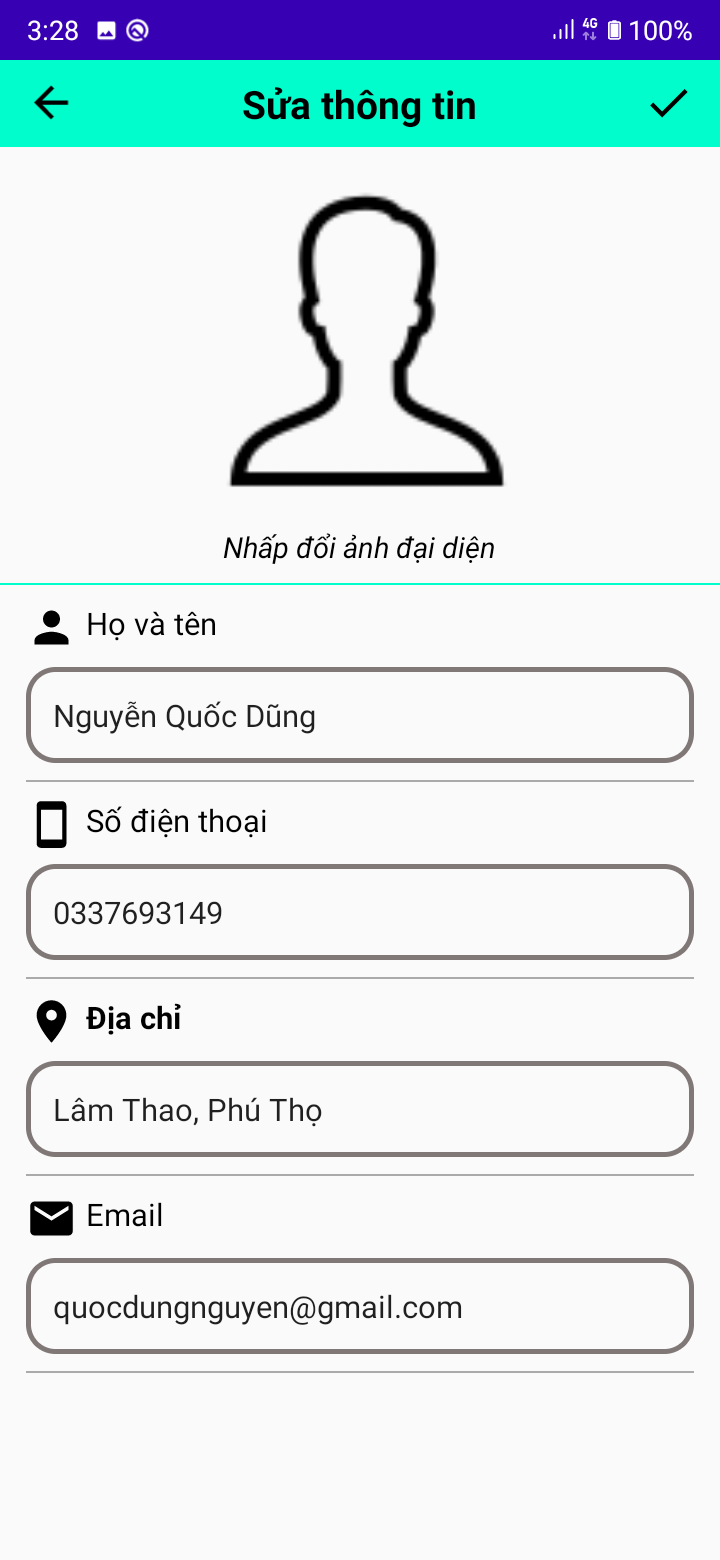 3:28 4G 100%
Sửa thông tin
Nhấp đổi ảnh đại diện
Họ và tên
Nguyễn Quốc Dũng
Số điện thoại
0337693149
Địa chỉ
Lâm Thao, Phú Thọ
Email
quocdungnguyen@gmail.com